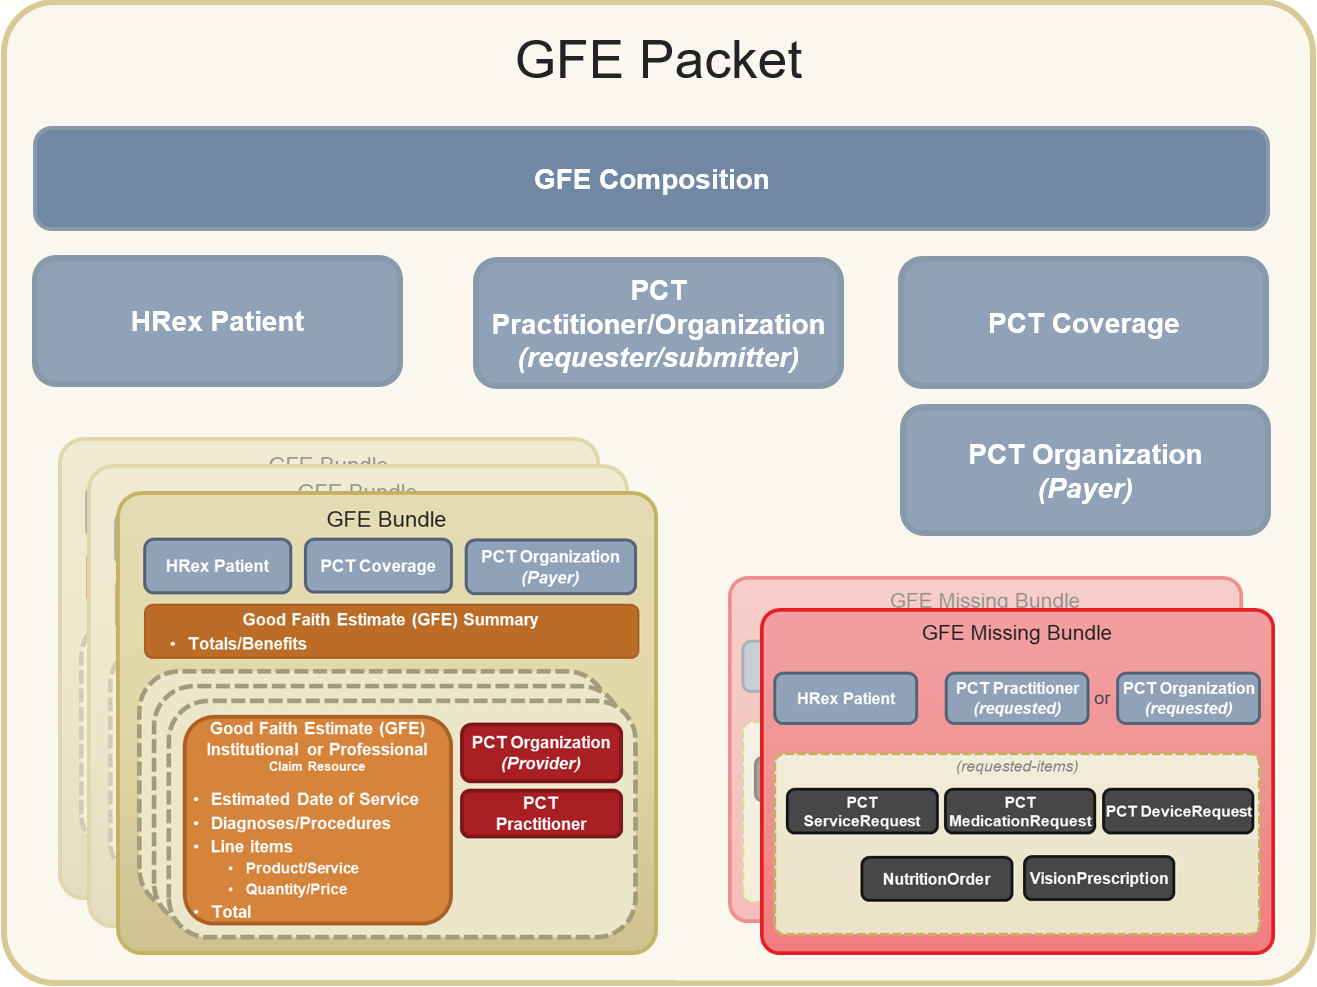 GFE Packet
GFE Composition
HRex Patient
PCT
Practitioner/Organization
(requester/submitter)
PCT Coverage
PCT Organization
(Payer)
GFE Bundle
GFE Bundle
GFE Bundle
HRex Patient
PCT Coverage
PCT Organization
(Payer)
Good Faith Estimate (GFE) Summary
• Totals/Benefits
Good Faith Estimate (GFE)
Institutional or Professional
Claim Resource
• Estimated Date of Service
• Diagnoses/Procedures
• Line items
• Product/Service
• Quantity/Price
• Total
PCT Organization
(Provider)
PCT
Practitioner
GFE Missing Bundle
GFE Missing Bundle
HRex Patient
PCT Practitioner
(requested)
or
PCT Organization
(requested)
(requested-items)
PCT
ServiceRequest
PCT
MedicationRequest
PCT DeviceRequest
NutritionOrder
VisionPrescription